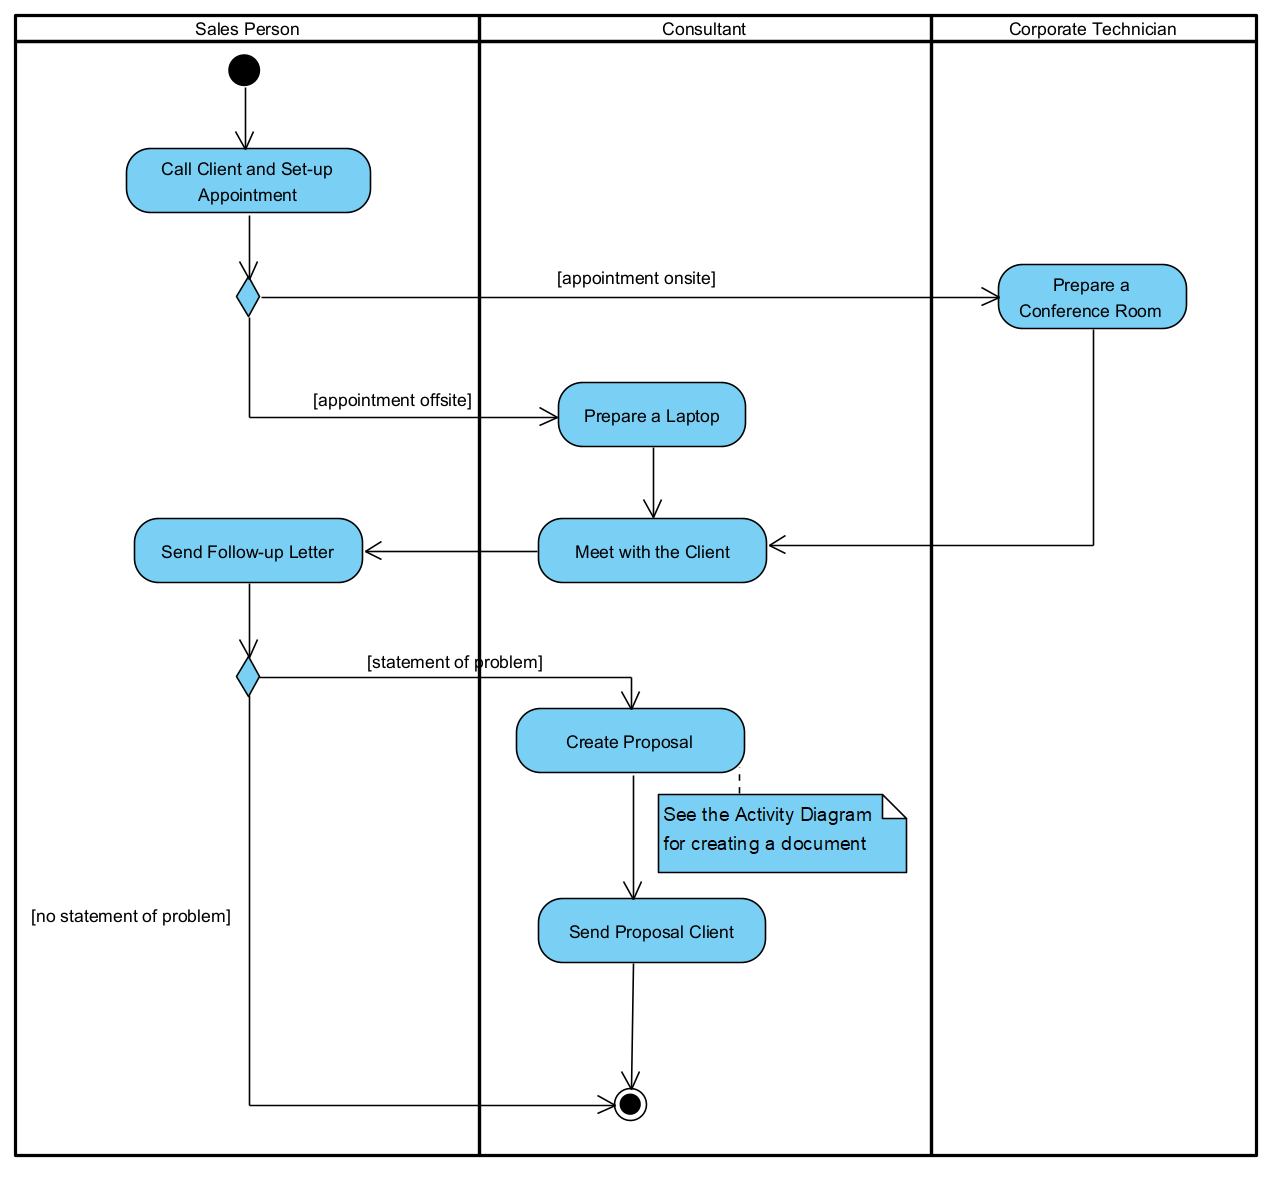 Sales Person
Consultant
Corporate Technician
Call Client and Set-up
Appointment
[appointment onsite]
Prepare a
Conference Room
[appointment offsite]
Prepare a Laptop
Send Follow-up Letter
Meet with the Client
[statement of problem]
Create Proposal
See the Activity Diagram
for creating a document
[no statement of problem]
Send Proposal Client